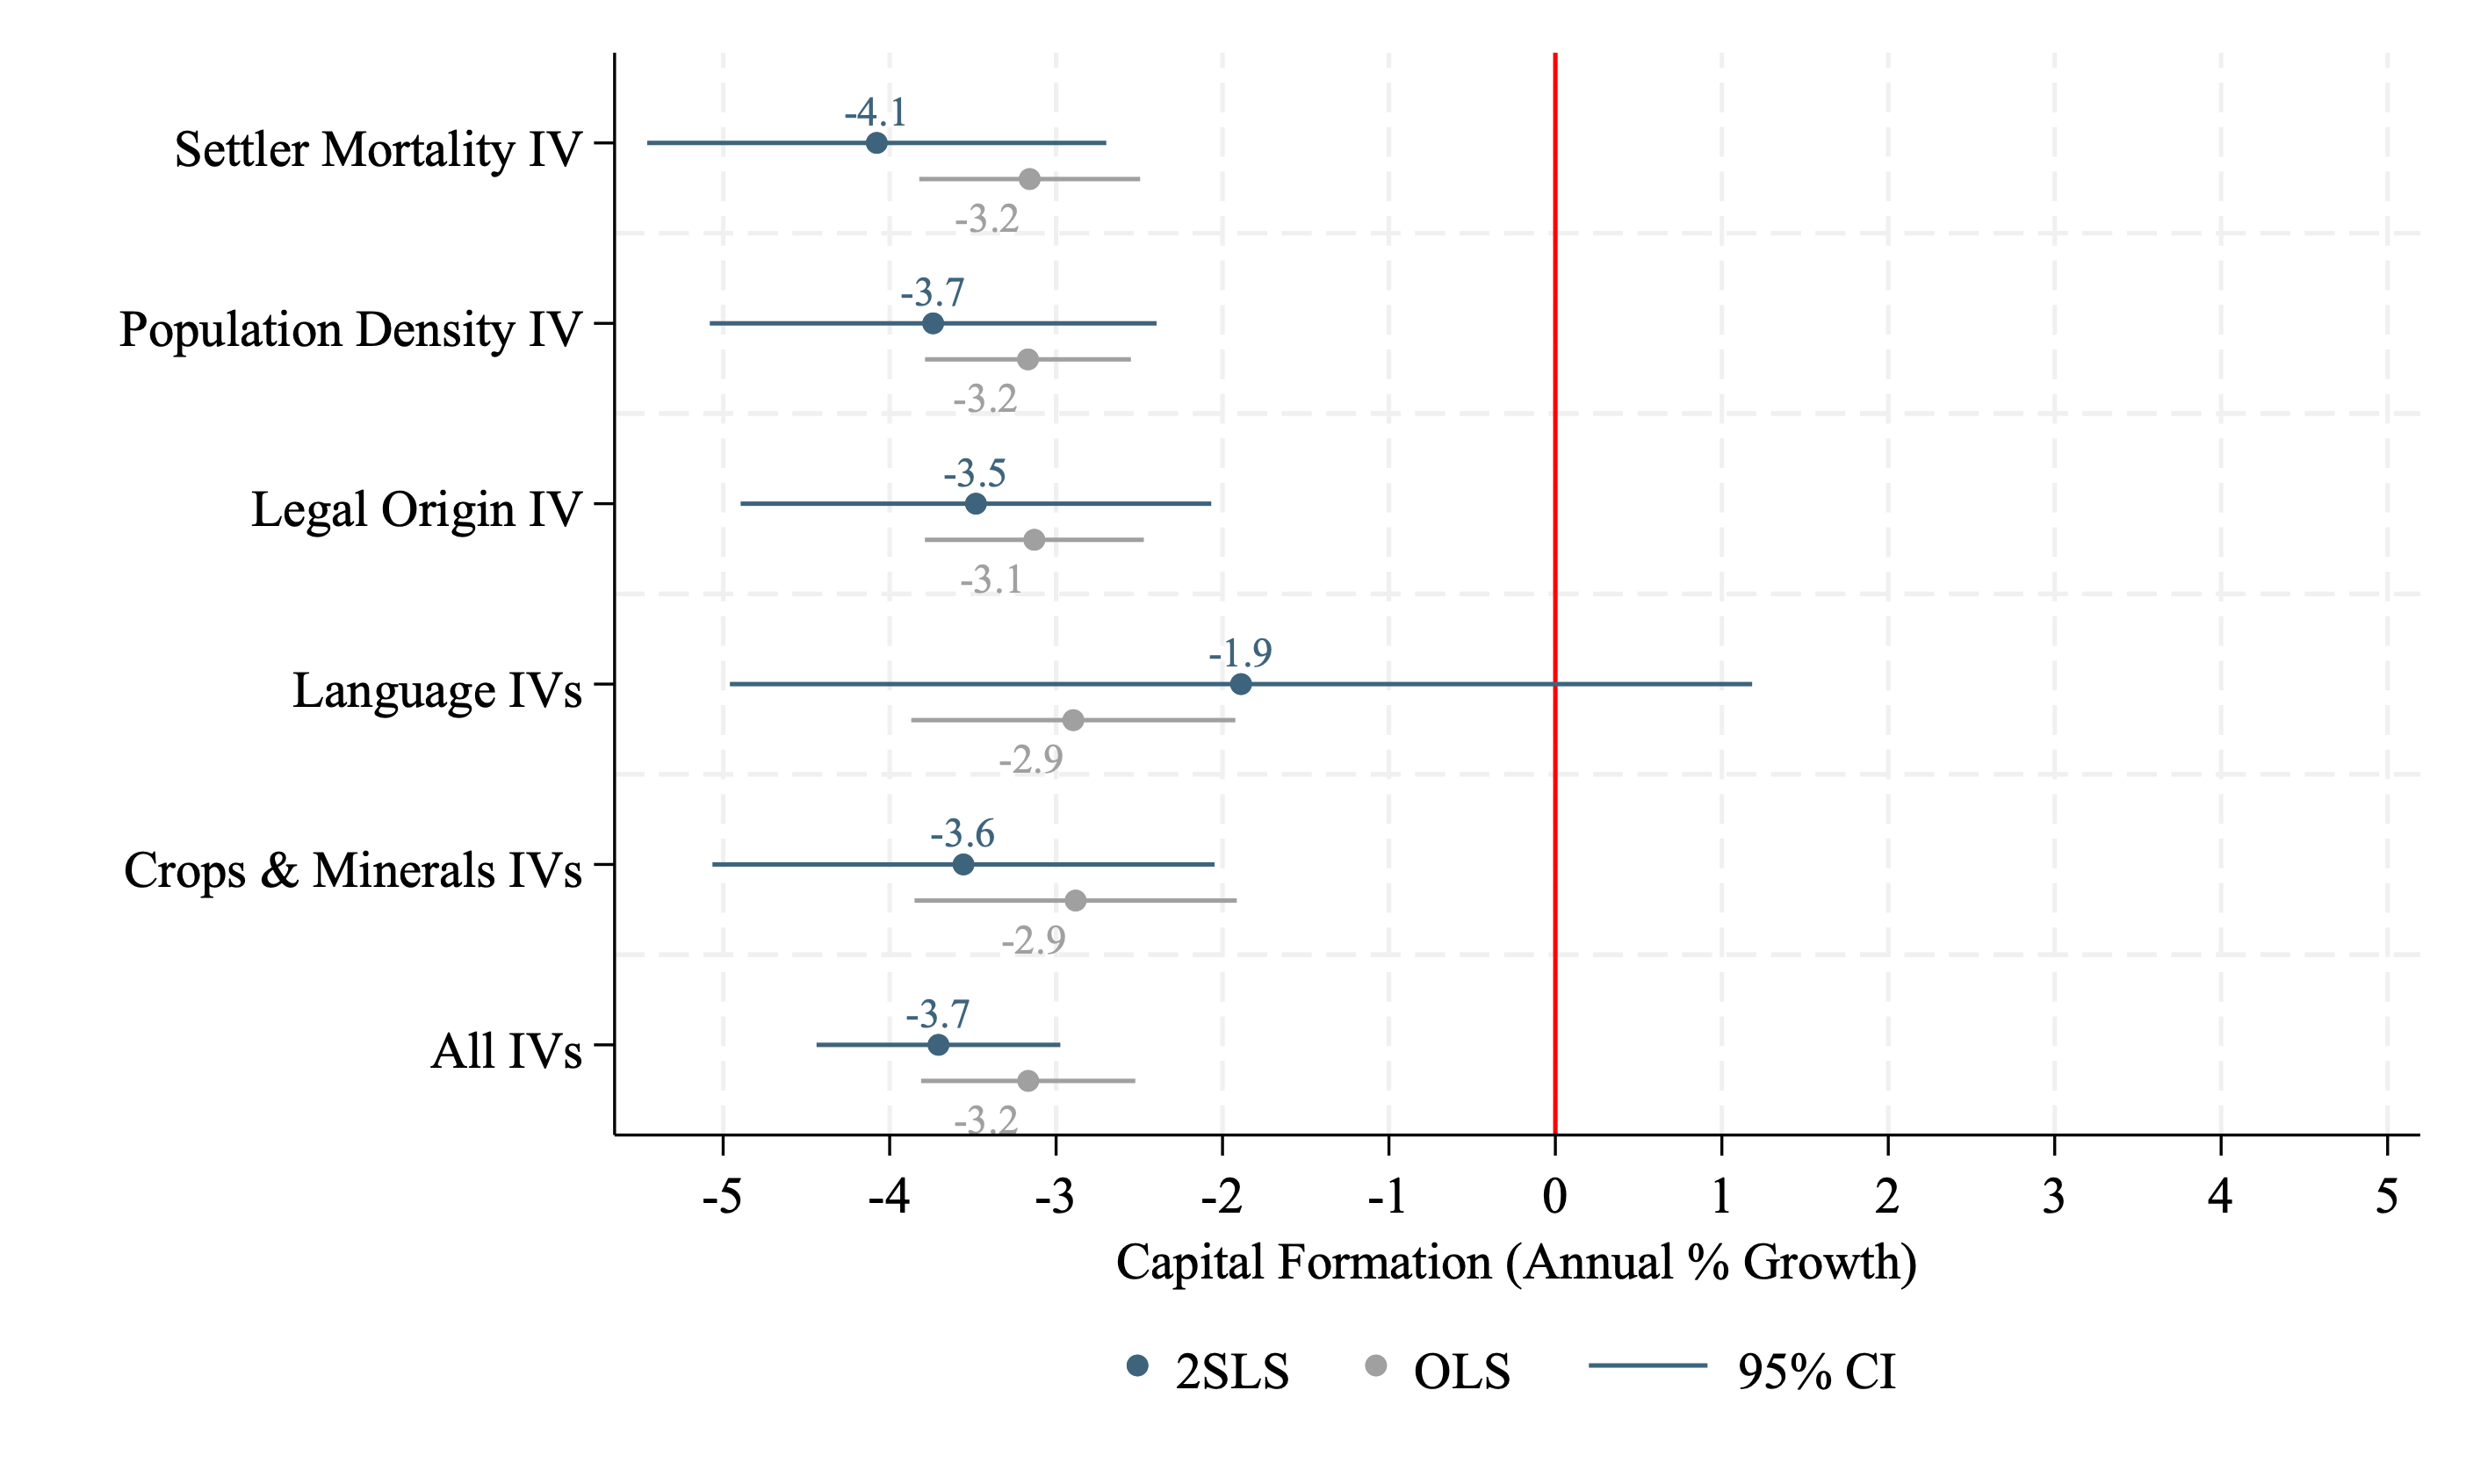 -4.1
Settler Mortality IV
-3.2
-3.7
Population Density IV
-3.2
-3.5
Legal Origin IV
-3.1
-1.9
Language IVs
-2.9
-3.6
Crops & Minerals IVs
-2.9
-3.7
All IVs
-3.2
-5 -4 -3 -2 -1 0 1 2 3 4 5
Capital Formation (Annual % Growth)
2SLS OLS 95% CI